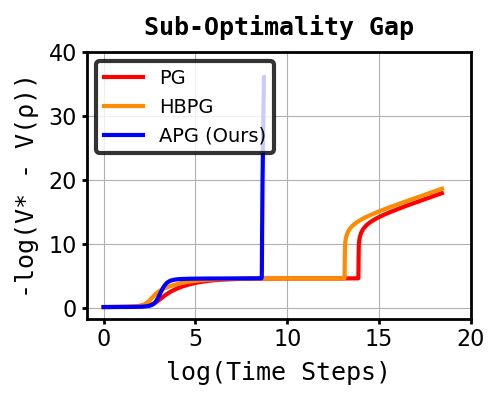 Sub-Optimality Gap
-log(V* - V(ρ))
40
30
20
10
0
PG
HBPG
APG (Ours)
0 5 10 15 20
log(Time Steps)